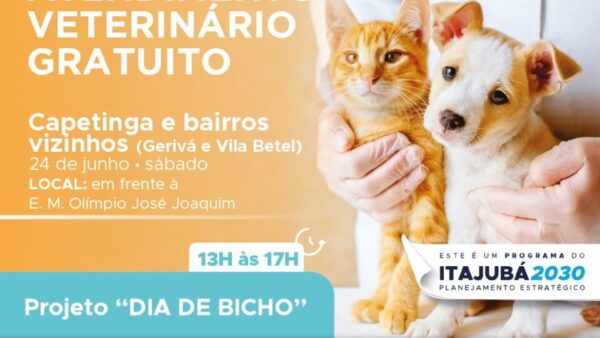 VETERINÁRIO
GRATUITO
Capetinga e bairros
vizinhos (Gerivá e Vila Betel)
24 de junho • sábado
LOCAL: em frente à
E. M. Olímpio José Joaquim
13H às 17H
Projeto “DIA DE BICHO”
ESTE É UM PROGRAMA DO
ITAJUBÁ2030
PLANEJAMENTO ESTRATÉGICO